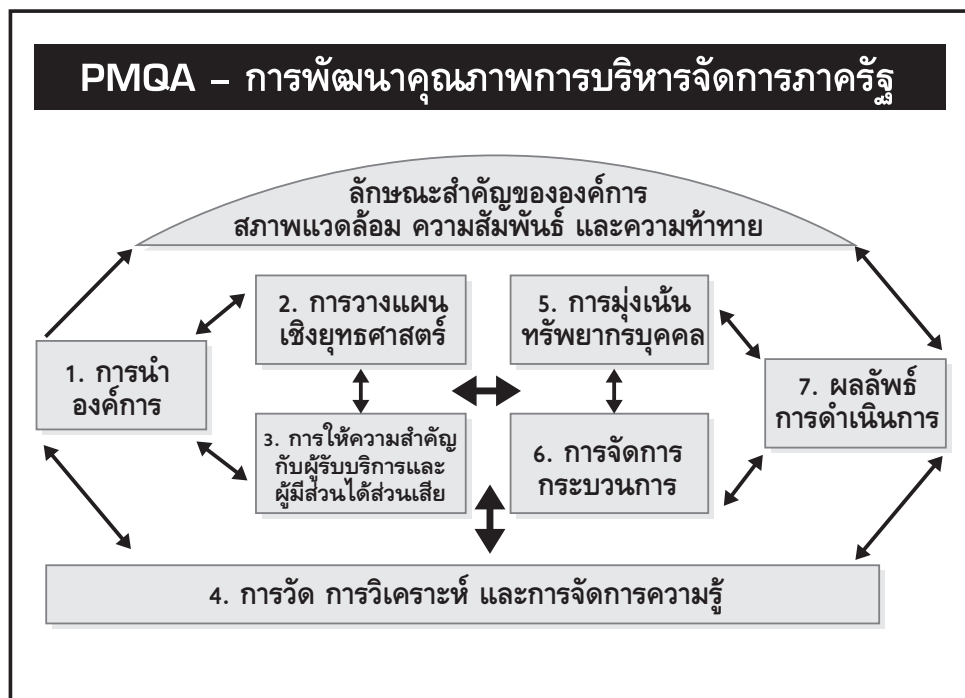 PMQA – การพัฒนาคุณภาพการบริหารจัดการภาครัฐ
ลักษณะสำคัญขององค์การ
สภาพแวดล้อม ความสัมพันธ์ และความท้าทาย
1. การนำ
องค์การ
2. การวางแผน
เชิงยุทธศาสตร์
3. การให้ความสำคัญ
กับผู้รับบริการและ
ผู้มีส่วนได้ส่วนเสีย
5. การมุ่งเน้น
ทรัพยากรบุคคล
6. การจัดการ
กระบวนการ
7. ผลลัพธ์
การดำเนินการ
4. การวัด การวิเคราะห์ และการจัดการความรู้